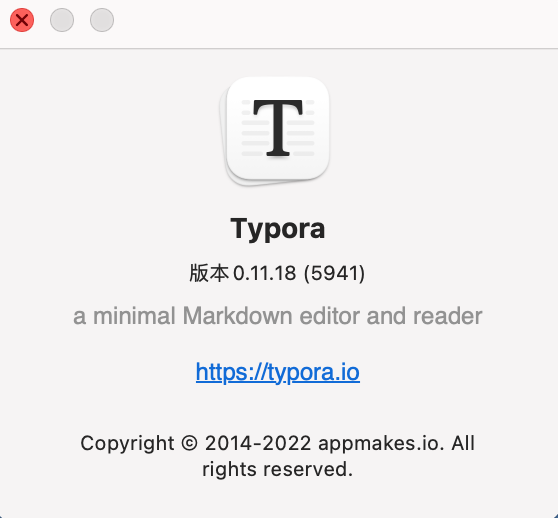 T
Typora
版本 0.11.18 (5941)
a minimal Markdown editor and reader
https://typora.io
Copyright © 2014-2022 appmakes.io. All
rights reserved.